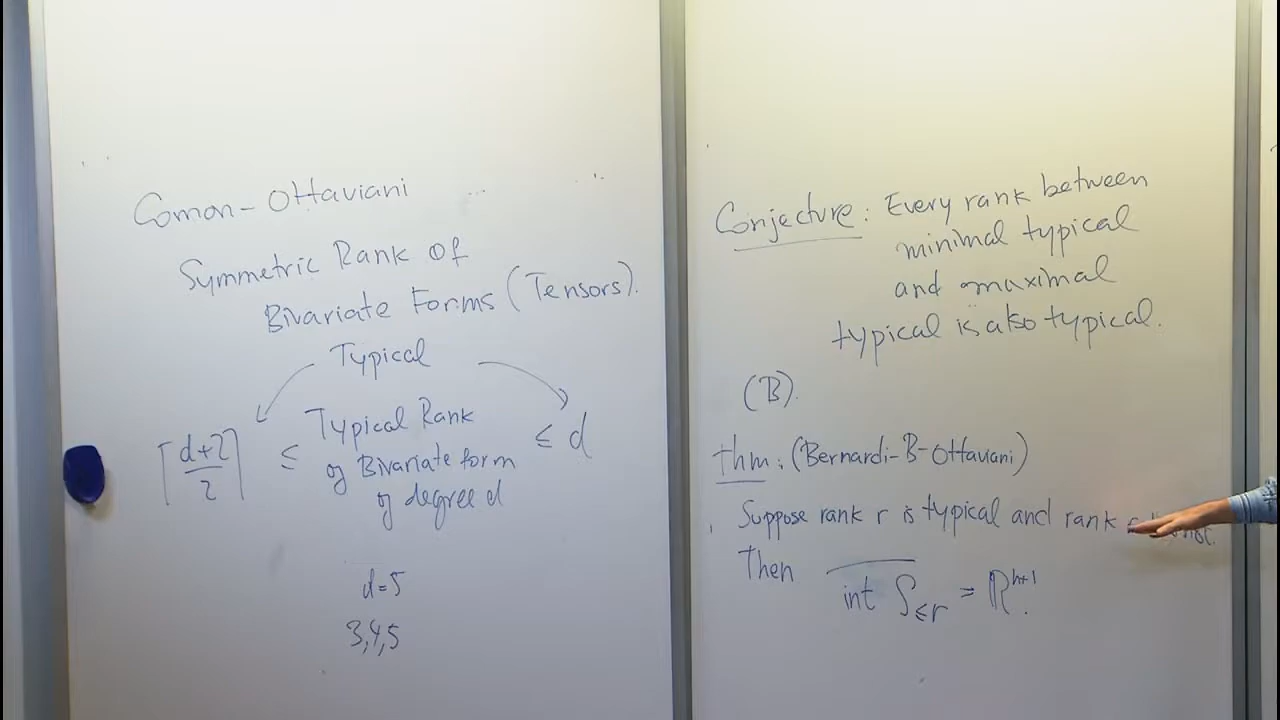 Comon-Ottaviani
Symmetric Rank Of
Bivariate Forms (Tensors).
Typical
⌈d+2/2⌉ ≤ Typical Rank of Bivariate form of degree d ≤ d
d=5
3,4,5
Conjecture: Every rank between
minimal typical
and maximal
typical is also typical.
(B).
thm: (Bernardi-B-Ottaviani)
Suppose rank r is typical and rank
Then
int S≤r = ℝⁿ⁺¹.